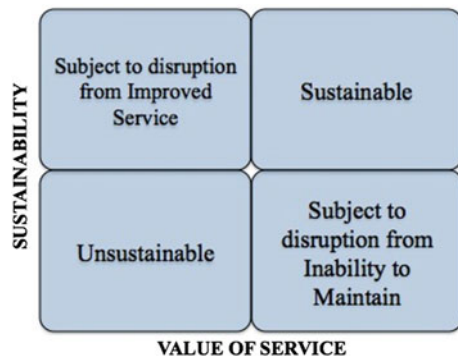 SUSTAINABILITY
Subject to disruption
from Improved
Service
Sustainable
Unsustainable
Subject to
disruption from
Inability to
Maintain
VALUE OF SERVICE